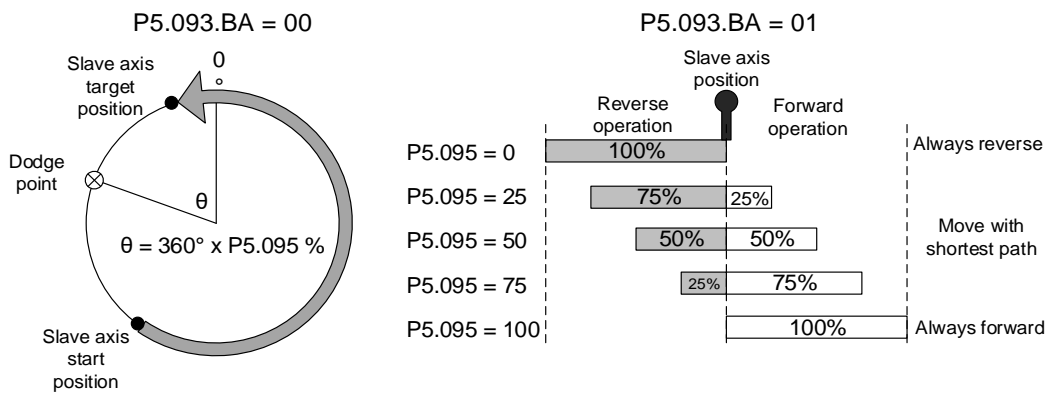 P5.093.BA = 00
0
°
Slave axis
target
position
Dodge
point
θ
θ = 360° x P5.095 %
Slave axis
start
position
P5.093.BA = 01
Slave axis
position
Reverse
operation
Forward
operation
P5.095 = 0
100%
Always reverse
P5.095 = 25
75%
25%
P5.095 = 50
50%
50%
Move with
shortest path
P5.095 = 75
25%
75%
P5.095 = 100
100%
Always forward